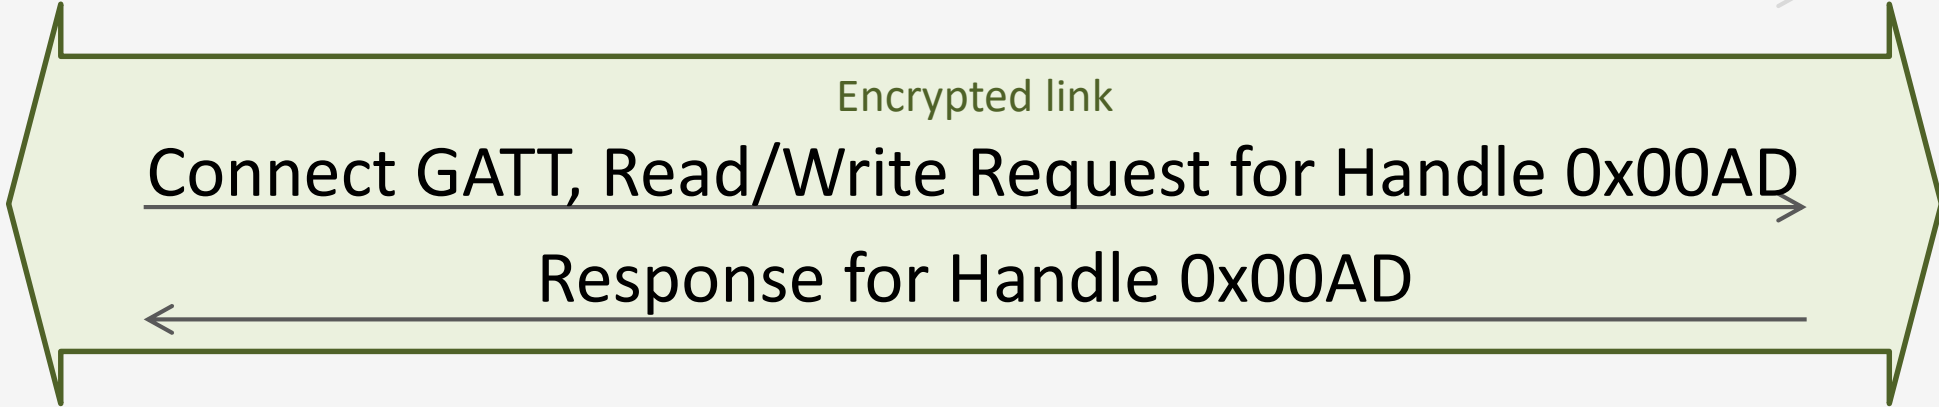 Encrypted link
Connect GATT, Read/Write Request for Handle 0x00AD
Response for Handle 0x00AD